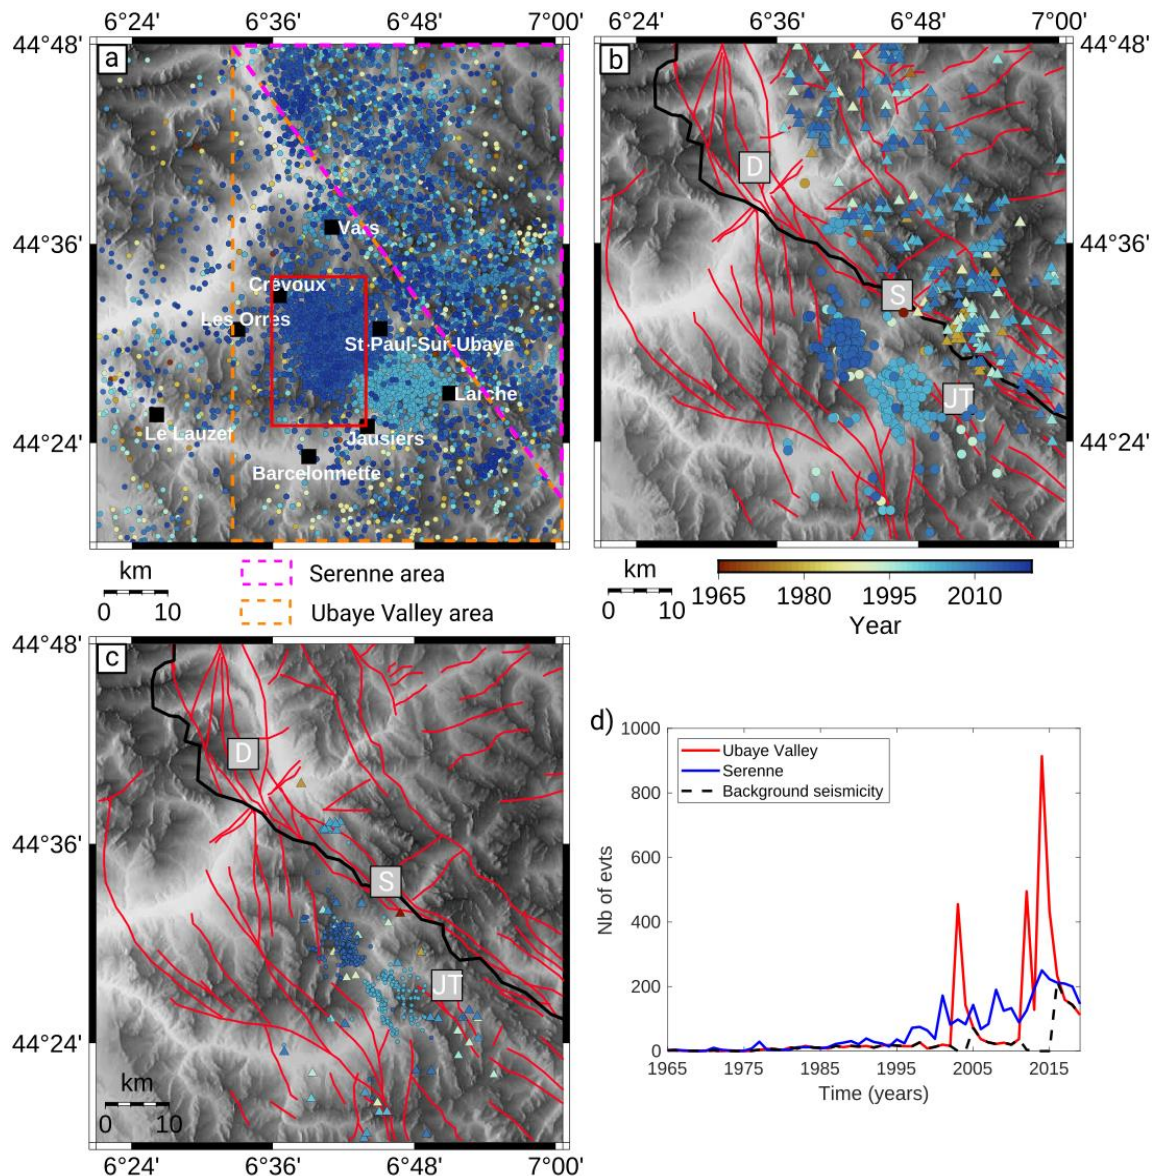 6°24' 6°36' 6°48' 7°00' 6°24' 6°36' 6°48' 7°00'
44°48' a b 44°48'
D
Vars
44°36' 44°36'
Crévoux
S
Les Orres
St-Paul-Sur-Ubaye
Larche JT
Le Lauzet
44°24' Jausiers 44°24'
Barcelonnette
km
0 10
Serenne area
Ubaye Valley area
km
0 10
1965 1980 1995 2010
Year
44°48' c
D
44°36'
S
JT
44°24'
km
0 10
6°24' 6°36' 6°48' 7°00'
d)
1000
800
600
400
200
0
Nb of evts
Ubaye Valley
Serenne
Background seismicity
1965 1975 1985 1995 2005 2015
Time (years)